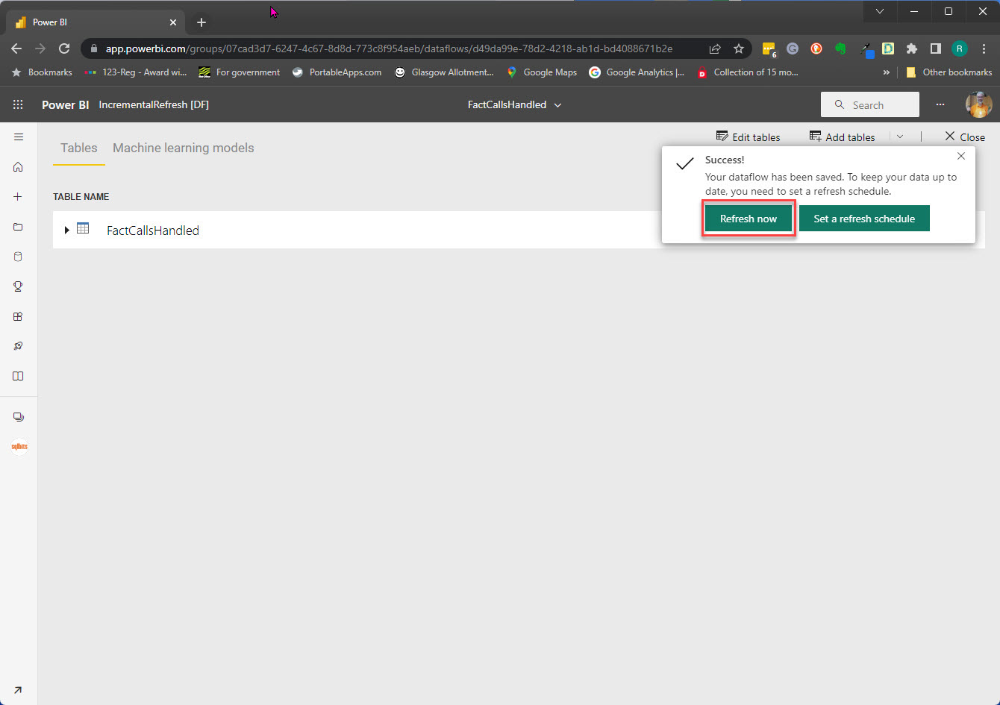 Power BI
app.powerbi.com/groups/07cad3d7-6247-4c67-8d8d-773c8f954aeb/dataflows/d49da99e-78d2-4218-ab1d-bd4088671b2e
6
G
D
R
Bookmarks
123-Reg - Award wi...
For government
PortableApps.com
Glasgow Allotment...
Google Maps
Google Analytics |...
Collection of 15 mo...
»
Other bookmarks
Power BI IncrementalRefresh [DF]
FactCallsHandled
Search
Tables
Machine learning models
Edit tables
Add tables
Close
Success!
Your dataflow has been saved. To keep your data up to
date, you need to set a refresh schedule.
Refresh now
Set a refresh schedule
TABLE NAME
FactCallsHandled
sqlbits